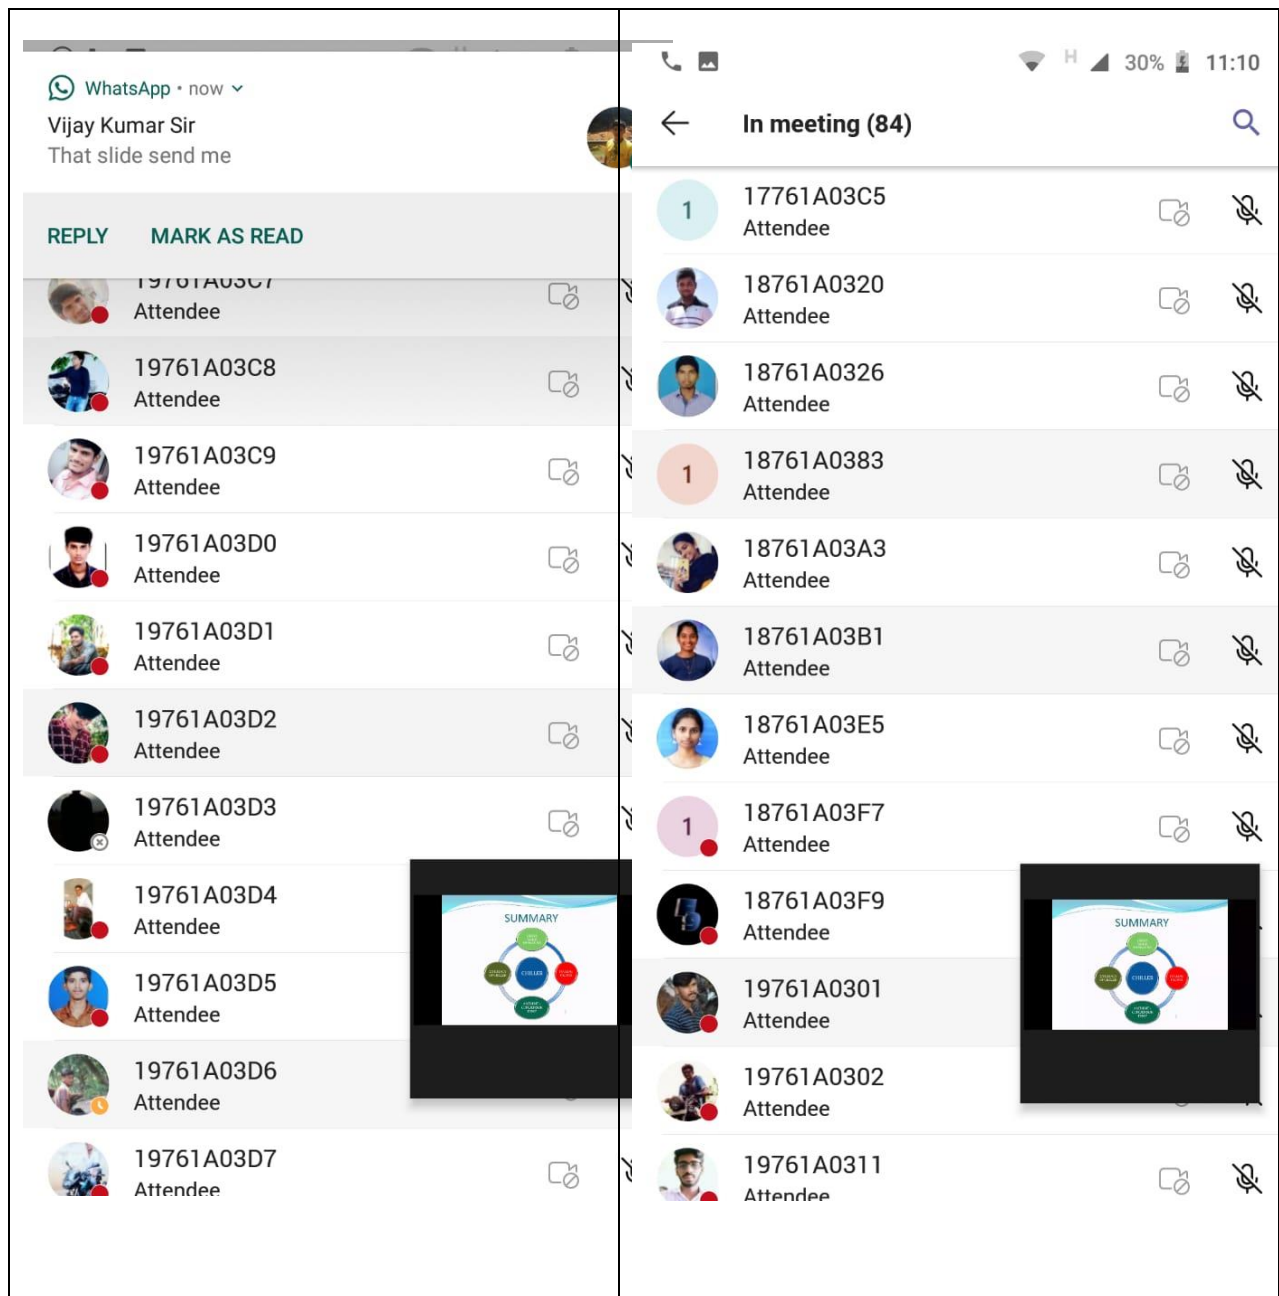 WhatsApp • now
Vijay Kumar Sir
That slide send me
REPLY MARK AS READ
19761A03C7
Attendee
19761A03C8
Attendee
19761A03C9
Attendee
19761A03D0
Attendee
19761A03D1
Attendee
19761A03D2
Attendee
19761A03D3
Attendee
19761A03D4
Attendee
19761A03D5
Attendee
19761A03D6
Attendee
19761A03D7
Attendee
SUMMARY
CHILLER
H 30% 11:10
In meeting (84)
1
17761A03C5
Attendee
18761A0320
Attendee
18761A0326
Attendee
1
18761A0383
Attendee
18761A03A3
Attendee
18761A03B1
Attendee
18761A03E5
Attendee
1
18761A03F7
Attendee
18761A03F9
Attendee
19761A0301
Attendee
19761A0302
Attendee
19761A0311
Attendee
SUMMARY
CHILLER